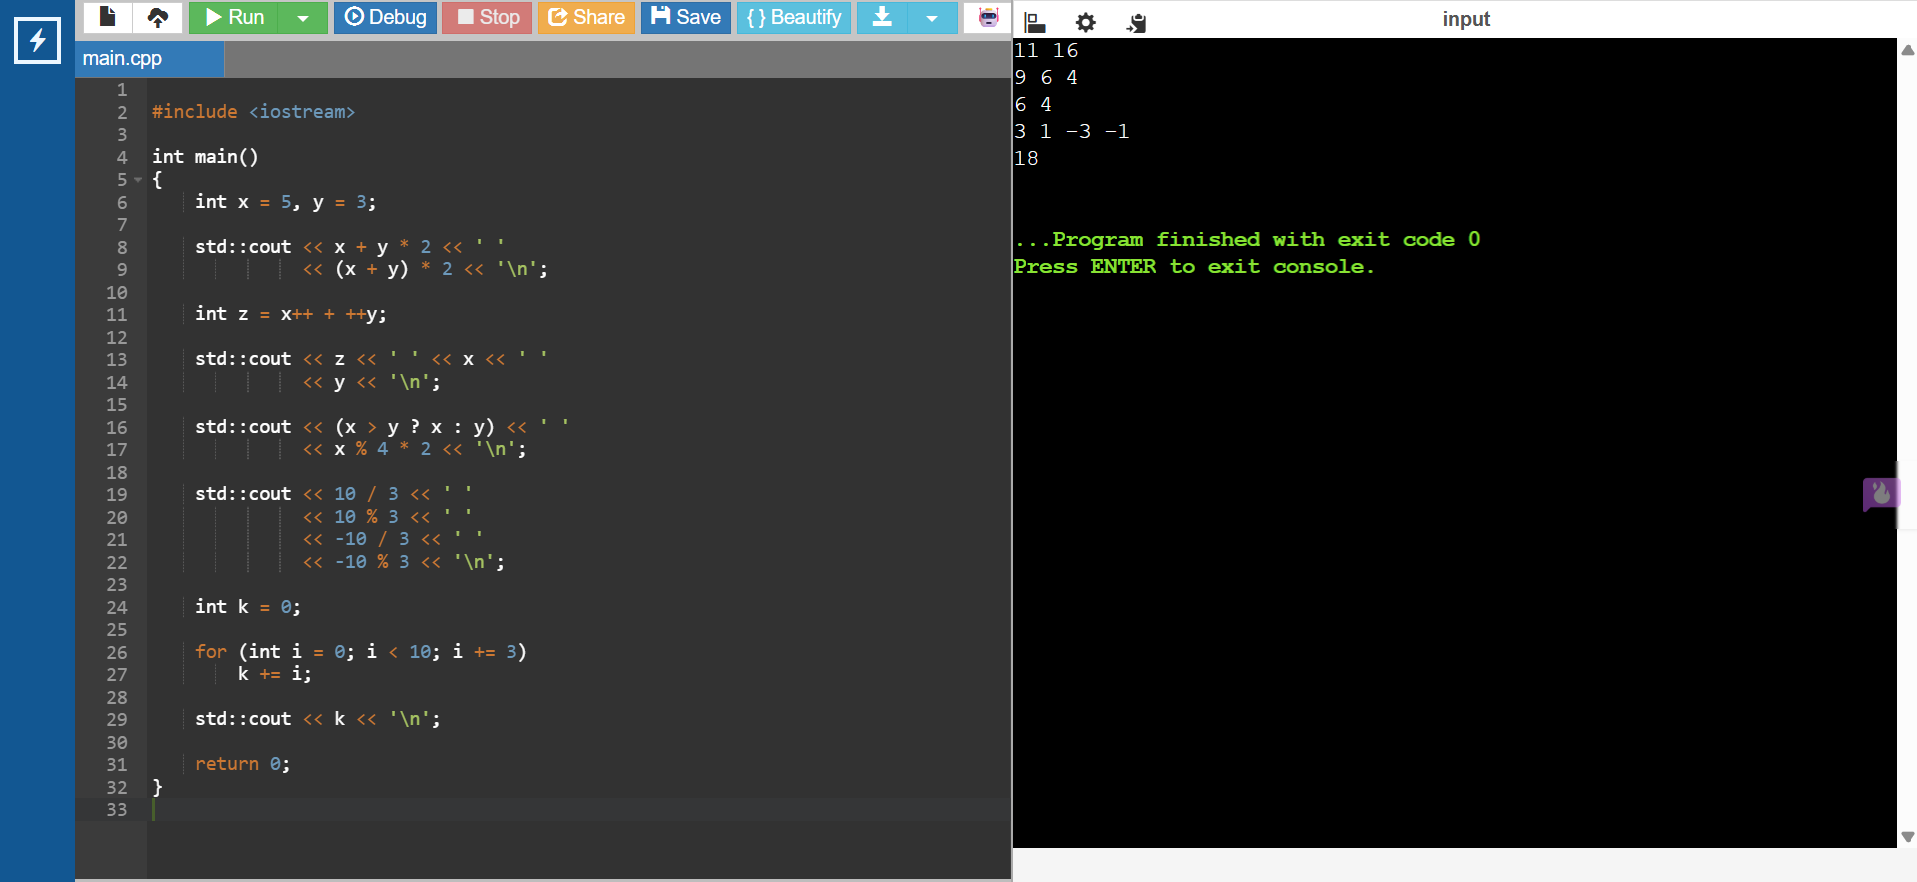 Run Debug Stop Share Save { } Beautify
input
main.cpp
1
2 #include <iostream>
3
4 int main()
5 {
6     int x = 5, y = 3;
7
8     std::cout << x + y * 2 << ' '
9               << (x + y) * 2 << '\n';
10
11     int z = x++ + ++y;
12
13     std::cout << z << ' ' << x << ' '
14               << y << '\n';
15
16     std::cout << (x > y ? x : y) << ' '
17               << x % 4 * 2 << '\n';
18
19     std::cout << 10 / 3 << ' '
20               << 10 % 3 << ' '
21               << -10 / 3 << ' '
22               << -10 % 3 << '\n';
23
24     int k = 0;
25
26     for (int i = 0; i < 10; i += 3)
27         k += i;
28
29     std::cout << k << '\n';
30
31     return 0;
32 }
33
11 16
9 6 4
6 4
3 1 -3 -1
18
...Program finished with exit code 0
Press ENTER to exit console.